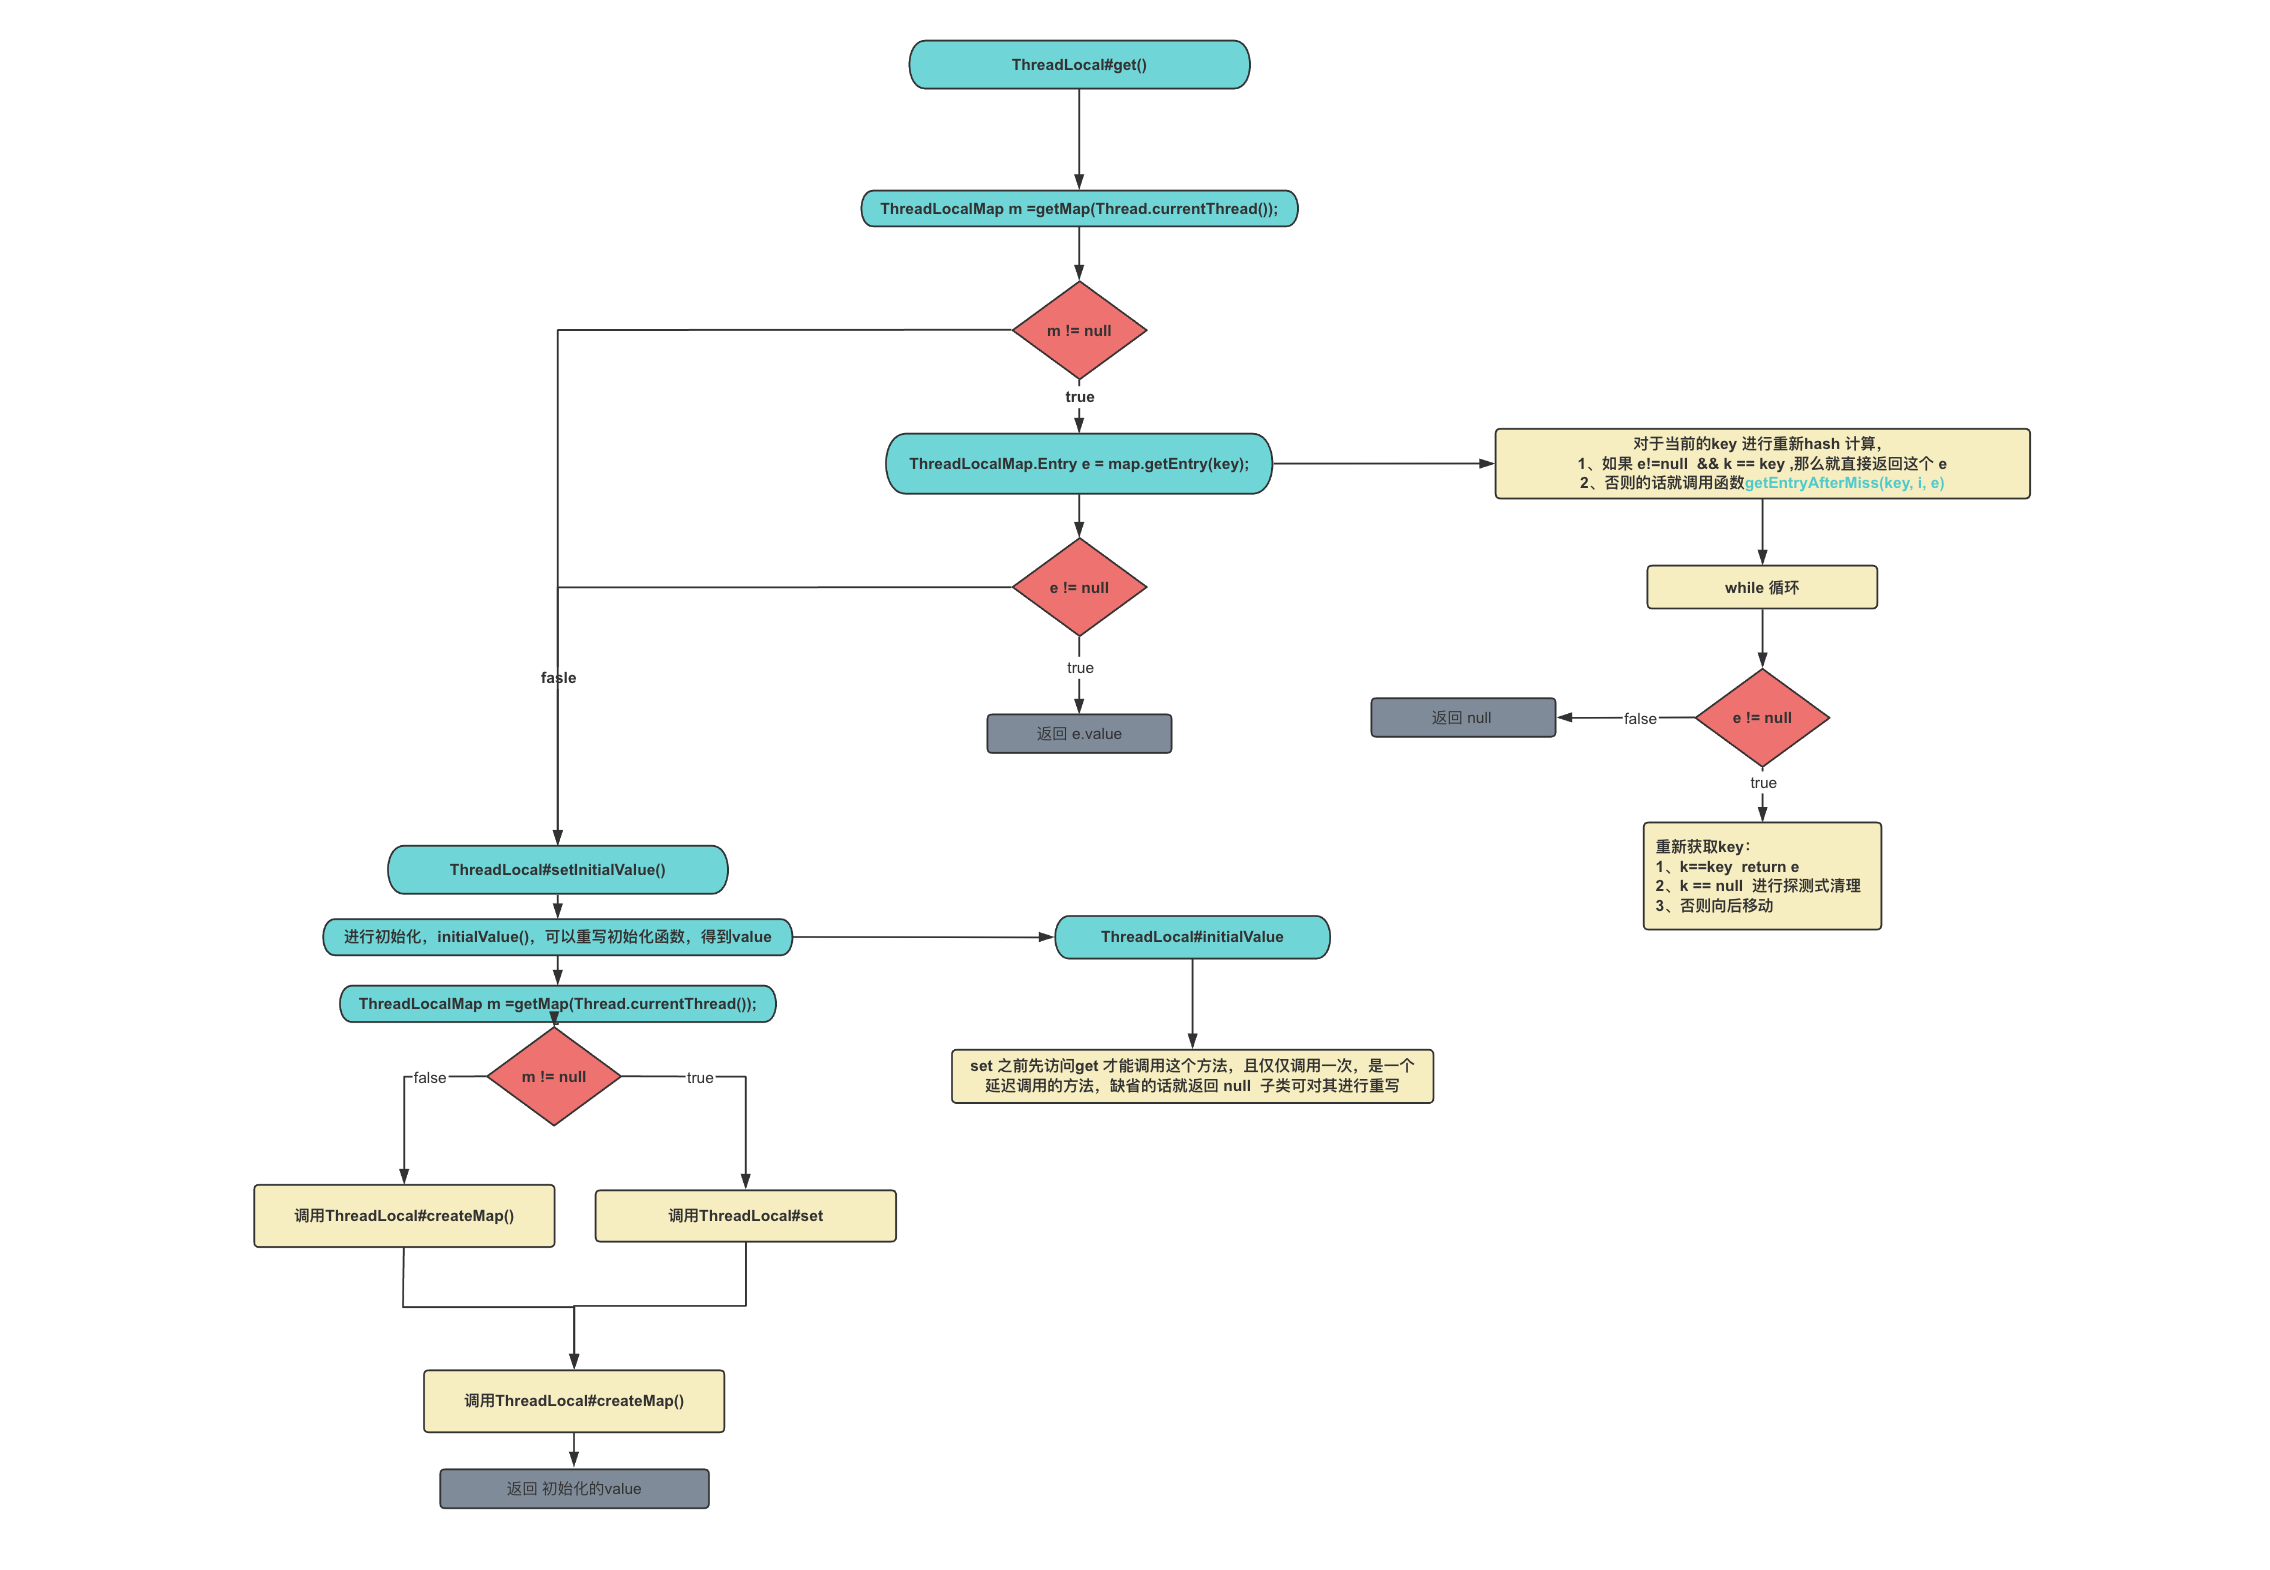 ThreadLocal#get()
ThreadLocalMap m =getMap(Thread.currentThread());
m != null
true
ThreadLocalMap.Entry e = map.getEntry(key);
对于当前的key 进行重新hash 计算，
1、如果 e!=null  && k == key ,那么就直接返回这个 e
2、否则的话就调用函数getEntryAfterMiss(key, i, e)
e != null
while 循环
true
fasle
返回 e.value
返回 null
false
e != null
true
重新获取key：
1、k==key  return e
2、k == null  进行探测式清理
3、否则向后移动
ThreadLocal#setInitialValue()
进行初始化，initialValue()，可以重写初始化函数，得到value
ThreadLocal#initialValue
ThreadLocalMap m =getMap(Thread.currentThread());
set 之前先访问get 才能调用这个方法，且仅仅调用一次，是一个
延迟调用的方法，缺省的话就返回 null  子类可对其进行重写
false
m != null
true
调用ThreadLocal#createMap()
调用ThreadLocal#set
调用ThreadLocal#createMap()
返回 初始化的value